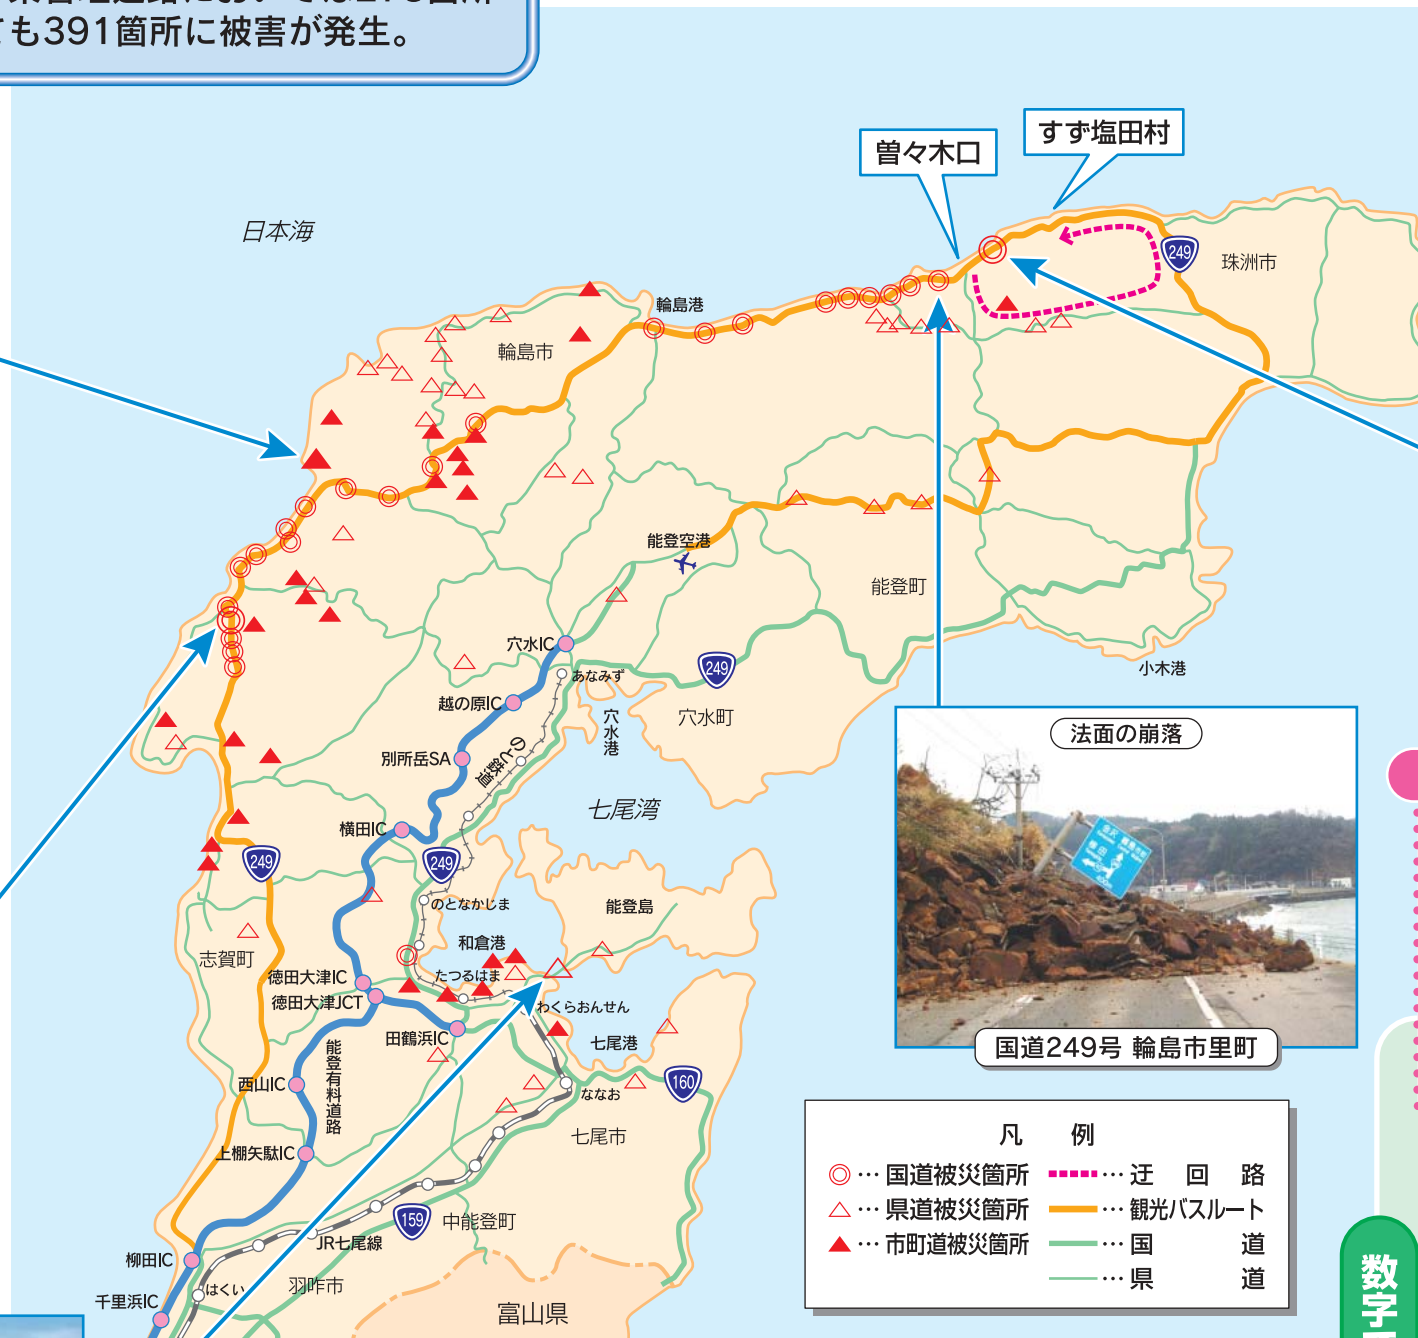 ても391箇所に被害が発生。
すず塩田村
曽々木口
日本海
249
珠洲市
輪島港
輪島市
能登空港
能登町
穴水IC
あなみず
249
小木港
越の原IC
穴水港
穴水町
別所岳SA
のと鉄道
七尾湾
横田IC
249
249
のとなかじま
能登島
志賀町
和倉港
徳田大津IC
たつるはま
徳田大津JCT
わくらおんせん
田鶴浜IC
七尾港
能登有料道路
西山IC
ななお
160
七尾市
上棚矢駄IC
159
中能登町
JR七尾線
柳田IC
はくい
羽咋市
千里浜IC
富山県
法面の崩落
国道249号 輪島市里町
凡例
◎…国道被災箇所
…迂回路
△…県道被災箇所
…観光バスルート
▲…市町道被災箇所
…国道
…県道
数字